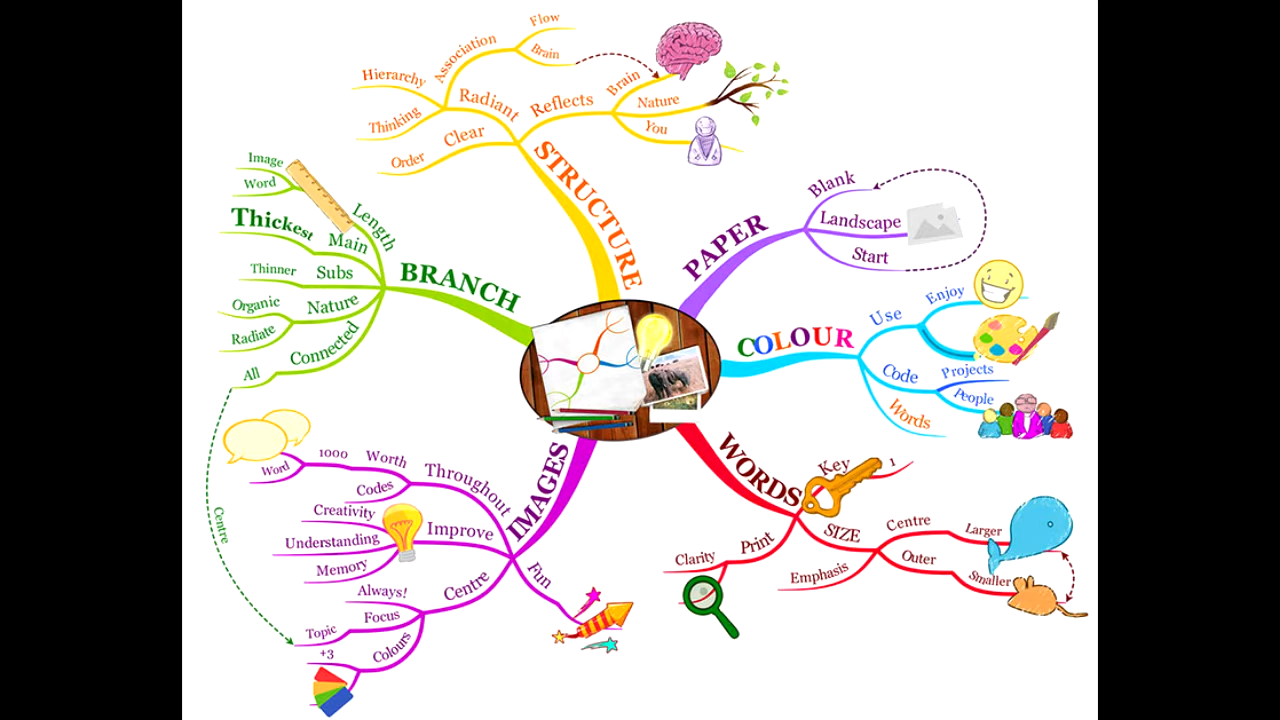 STRUCTURE
Radiant
Association
Flow
Brain
Hierarchy
Thinking
Clear
Order
Reflects
Brain
Nature
You
PAPER
Blank
Landscape
Start
COLOUR
Use
Enjoy
Code
Projects
People
Words
WORDS
Key
1
SIZE
Centre
Larger
Outer
Smaller
Emphasis
Print
Clarity
IMAGES
Throughout
Worth
1000
Word
Codes
Improve
Creativity
Understanding
Memory
Centre
Always!
Focus
Topic
Colours
+3
Fun
BRANCH
Length
Image
Word
Main
Thickest
Subs
Thinner
Nature
Organic
Radiate
Connected
All
Centre